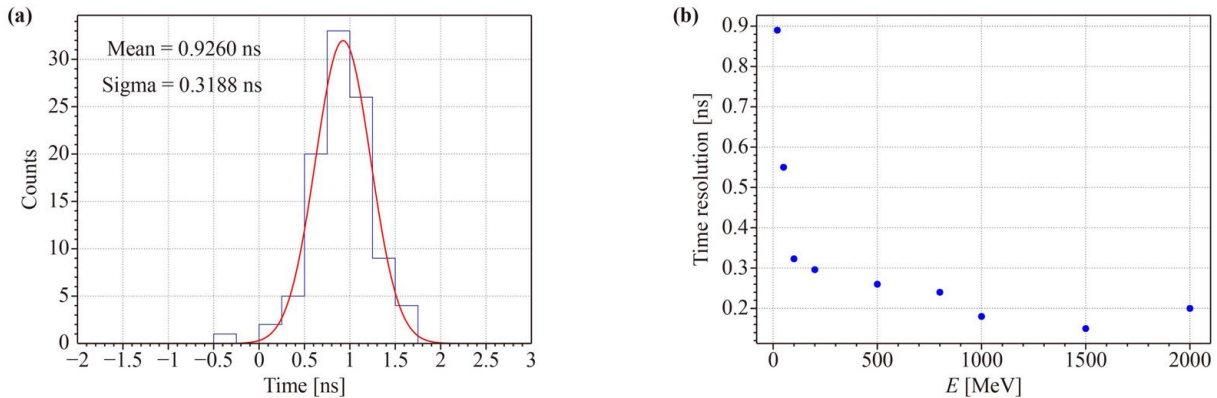 (a)
Mean = 0.9260 ns
Sigma = 0.3188 ns
Counts
30
25
20
15
10
5
0
−2 −1.5 −1 −0.5 0 0.5 1 1.5 2 2.5 3
Time [ns]
(b)
Time resolution [ns]
0.9
0.8
0.7
0.6
0.5
0.4
0.3
0.2
0 500 1000 1500 2000
E [MeV]